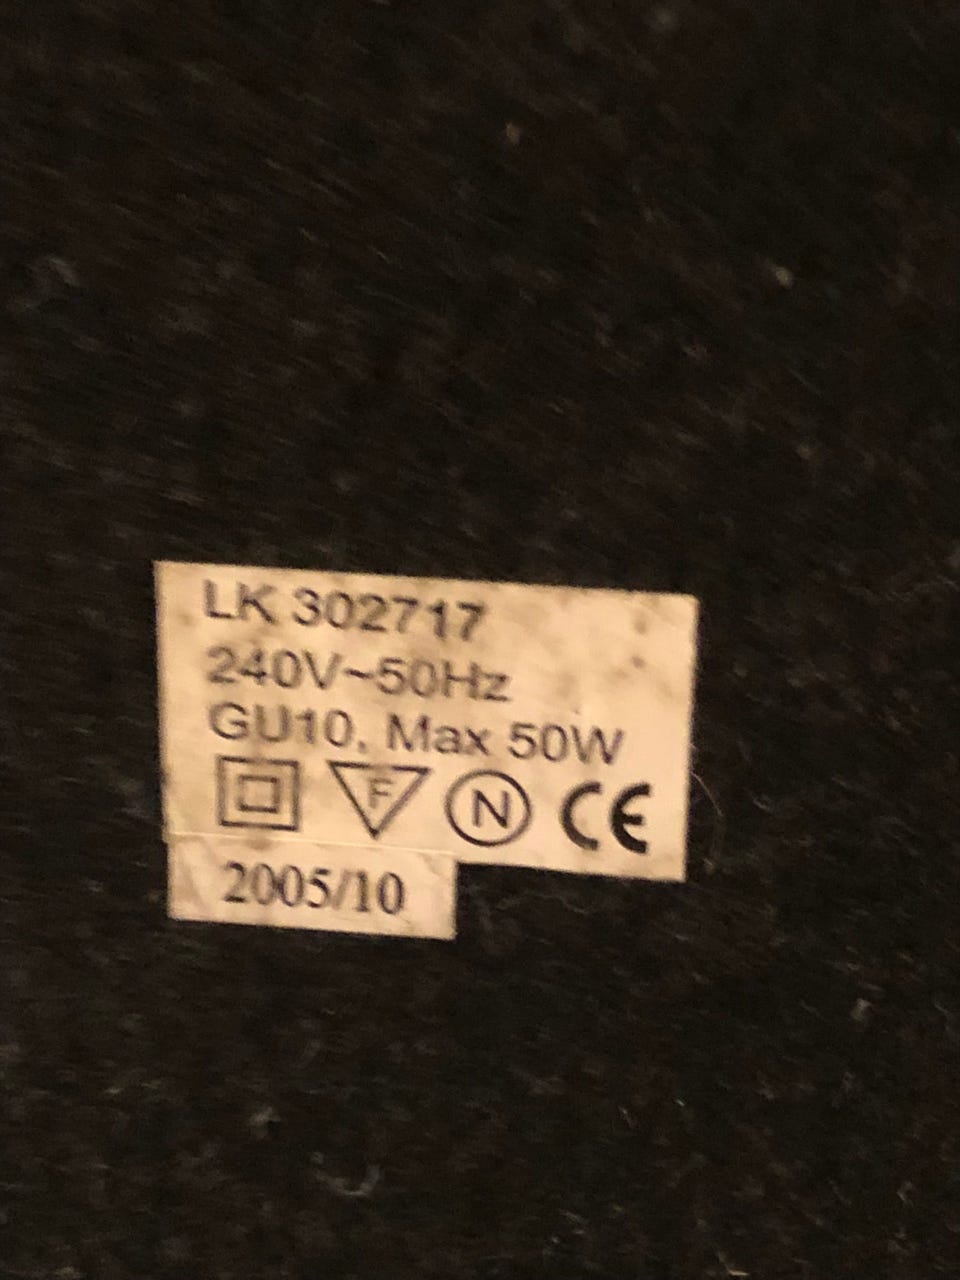 LK 302717
240V~50Hz
GU10, Max 50W
F N CE
2005/10